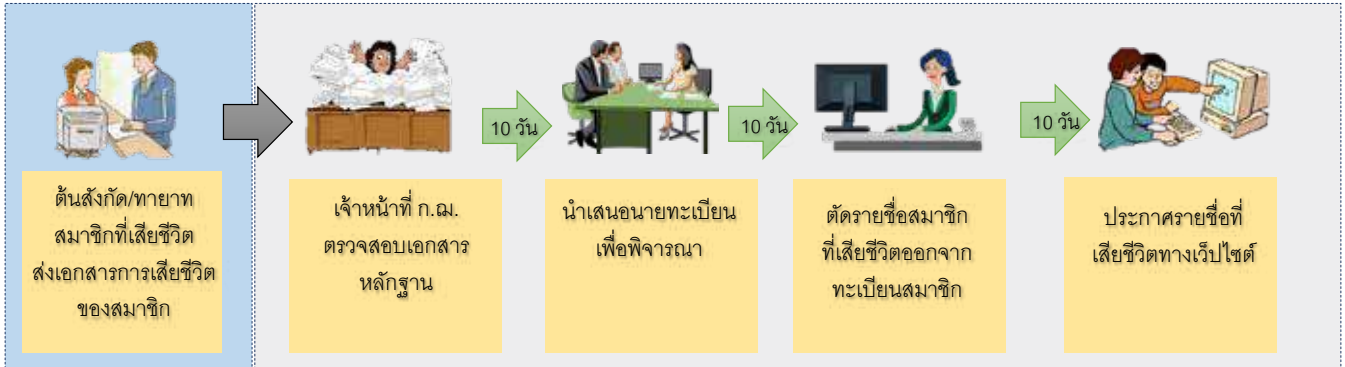 ต้นสังกัด/ทายาท
สมาชิกที่เสียชีวิต
ส่งเอกสารการเสียชีวิต
ของสมาชิก
เจ้าหน้าที่ ก.ฌ.
ตรวจสอบเอกสาร
หลักฐาน
10 วัน
นำเสนอนายทะเบียน
เพื่อพิจารณา
10 วัน
ตัดรายชื่อสมาชิก
ที่เสียชีวิตออกจาก
ทะเบียนสมาชิก
10 วัน
ประกาศรายชื่อที่
เสียชีวิตทางเว็ปไซต์